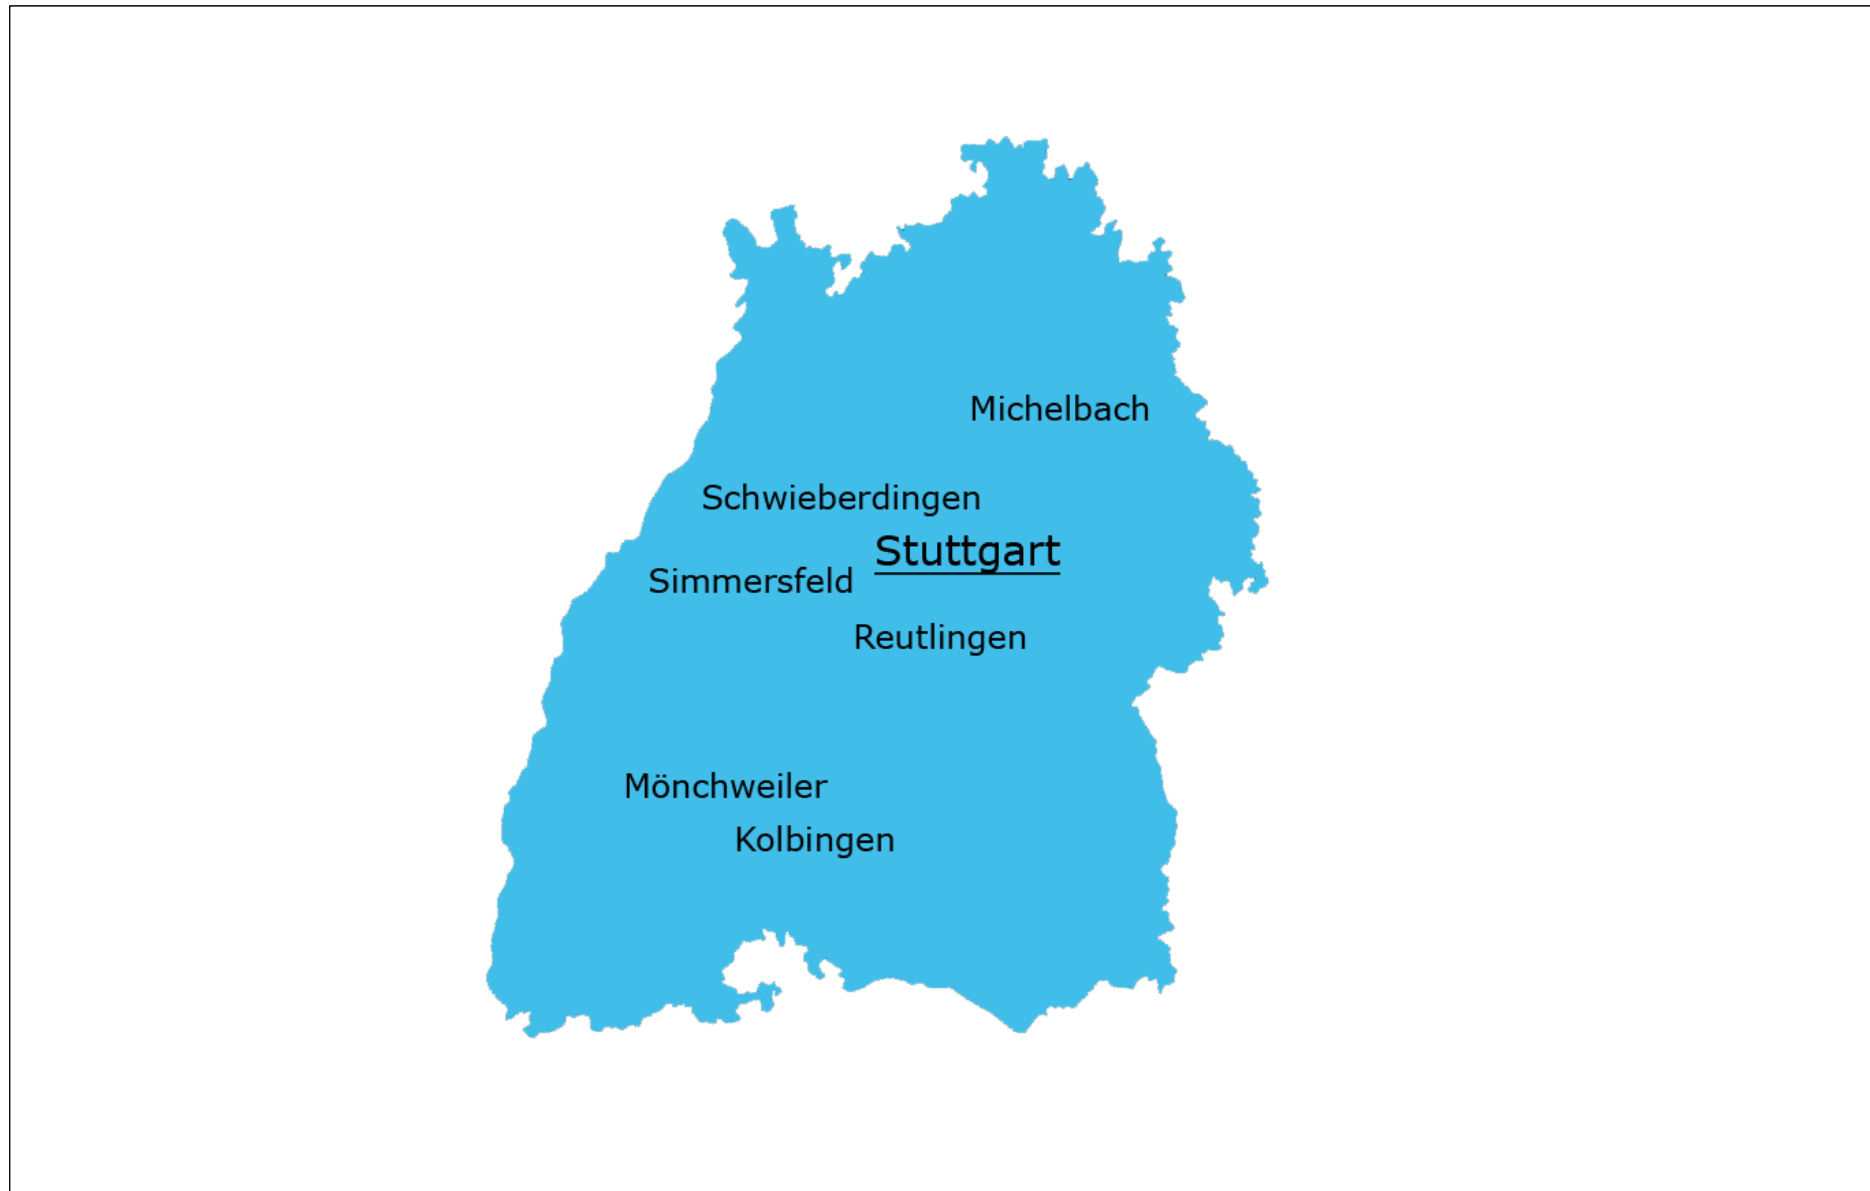 Michelbach
Schwieberdingen
Stuttgart
Simmersfeld
Reutlingen
Mönchweiler
Kolbingen